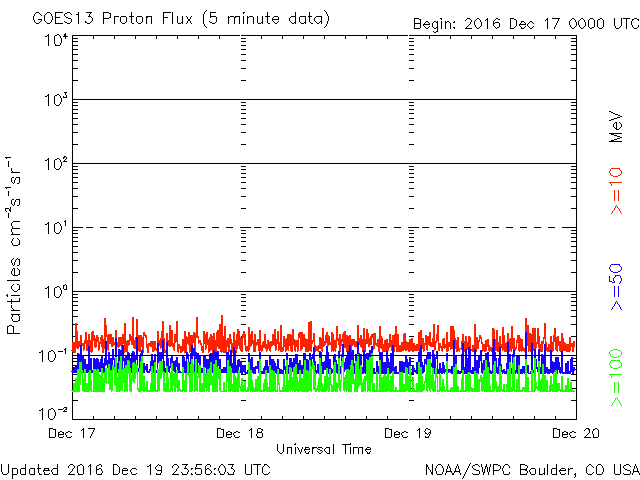 GOES13 Proton Flux (5 minute data)
Begin: 2016 Dec 17 0000 UTC
10⁴
10³
10²
10¹
10⁰
10⁻¹
10⁻²
Particles cm⁻²s⁻¹sr⁻¹
MeV
>=10
>=50
>=100
Dec 17
Dec 18
Dec 19
Dec 20
Universal Time
Updated 2016 Dec 19 23:56:03 UTC
NOAA/SWPC Boulder, CO USA